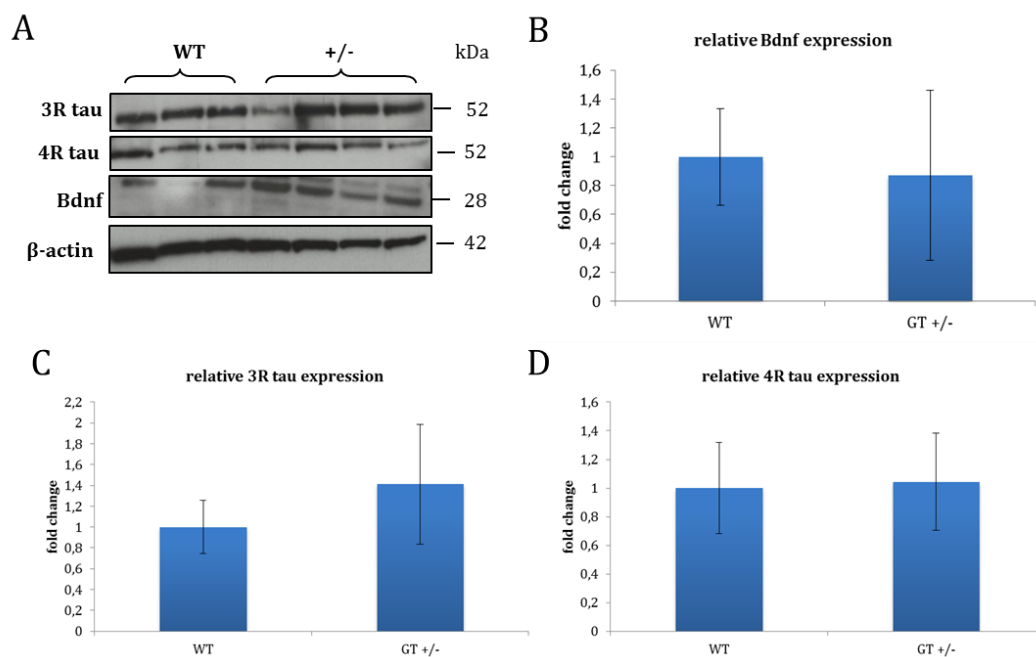 A
WT
+/-
kDa
3R tau
52
4R tau
52
Bdnf
28
β-actin
42
B
relative Bdnf expression
fold change
1,6
1,4
1,2
1
0,8
0,6
0,4
0,2
0
WT
GT +/-
C
relative 3R tau expression
fold change
2,2
2
1,8
1,6
1,4
1,2
1
0,8
0,6
0,4
0,2
0
WT
GT +/-
D
relative 4R tau expression
fold change
1,6
1,4
1,2
1
0,8
0,6
0,4
0,2
0
WT
GT +/-